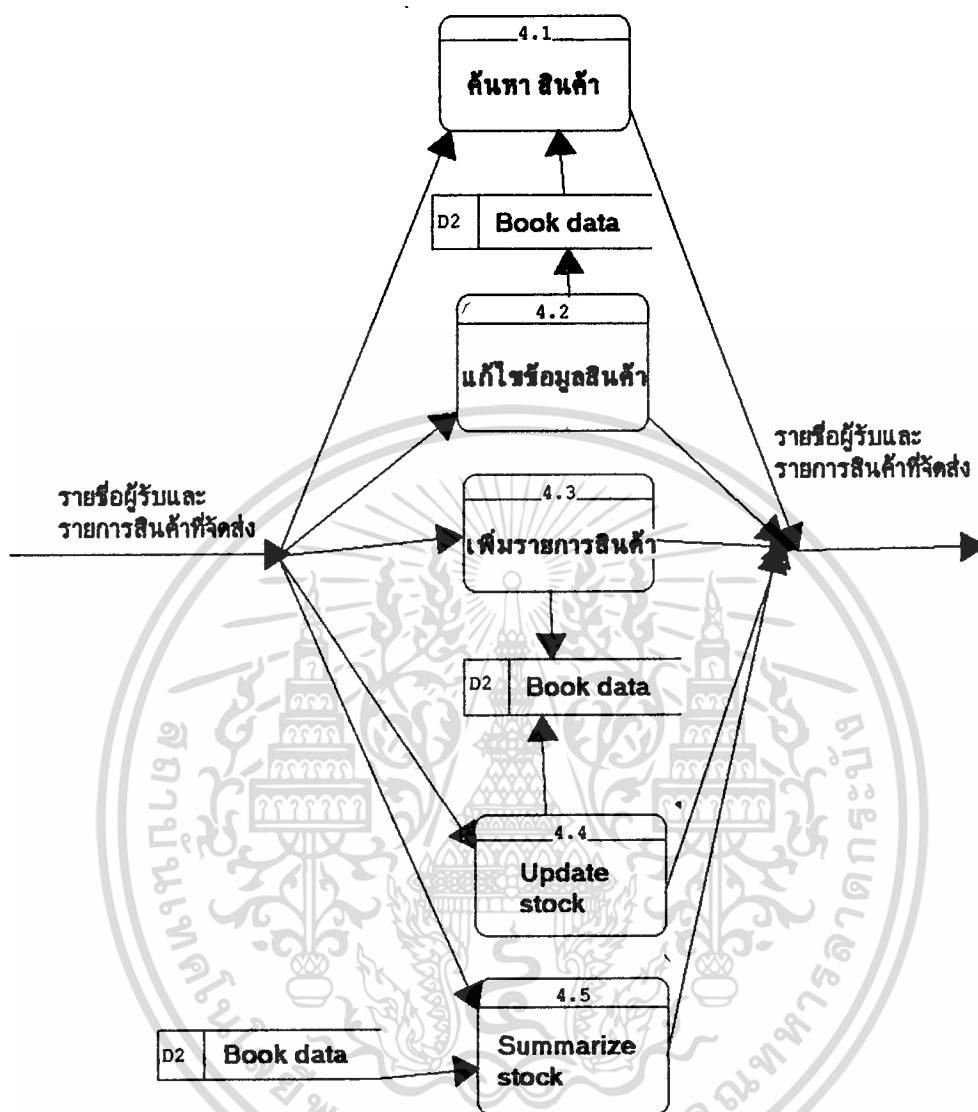 4.1
ค้นหา สินค้า
D2 Book data
4.2
แก้ไขข้อมูลสินค้า
รายชื่อผู้รับและ
รายการสินค้าที่จัดส่ง
รายชื่อผู้รับและ
รายการสินค้าที่จัดส่ง
4.3
เพิ่มรายการสินค้า
D2 Book data
4.4
Update
stock
4.5
Summarize
stock
D2 Book data